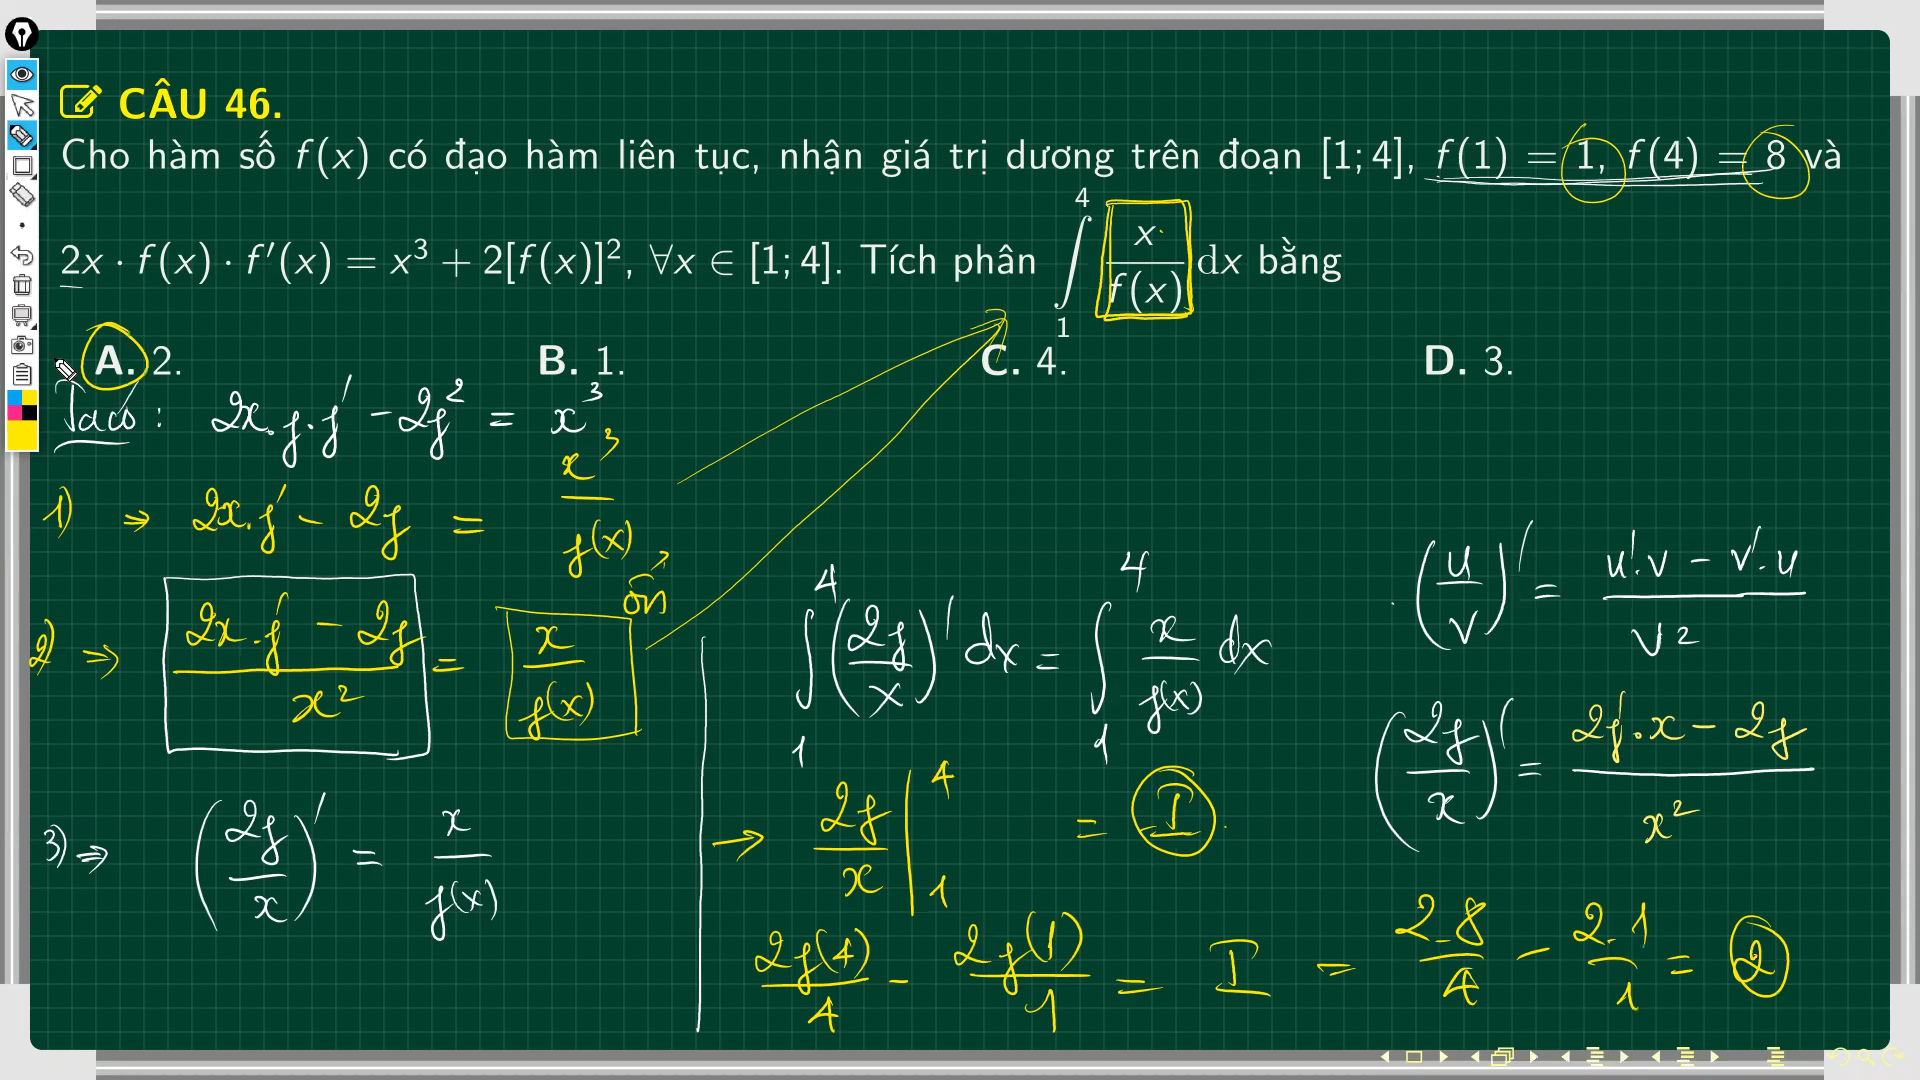 CÂU 46.
Cho hàm số f(x) có đạo hàm liên tục, nhận giá trị dương trên đoạn [1; 4], f(1) = 1, f(4) = 8 và
2x · f(x) · f′(x) = x³ + 2[f(x)]², ∀x ∈ [1; 4]. Tích phân ∫₁⁴ x/f(x) dx bằng
A. 2. B. 1. C. 4. D. 3.
2x.f.f' - 2f² = x³
1) ⇒ 2x.f' - 2f = x³/f(x)
2) ⇒ (2x.f' - 2f)/x² = x/f(x) ổn
3) ⇒ (2f/x)' = x/f(x)
∫₁⁴ (2f/x)' dx = ∫₁⁴ x/f(x) dx
→ 2f/x |₁⁴ = I
2f(4)/4 - 2f(1)/1 = I = 2.8/4 - 2.1/1 = 2
(u/v)' = (u'.v - v'.u)/v²
(2f/x)' = (2f'.x - 2f)/x²